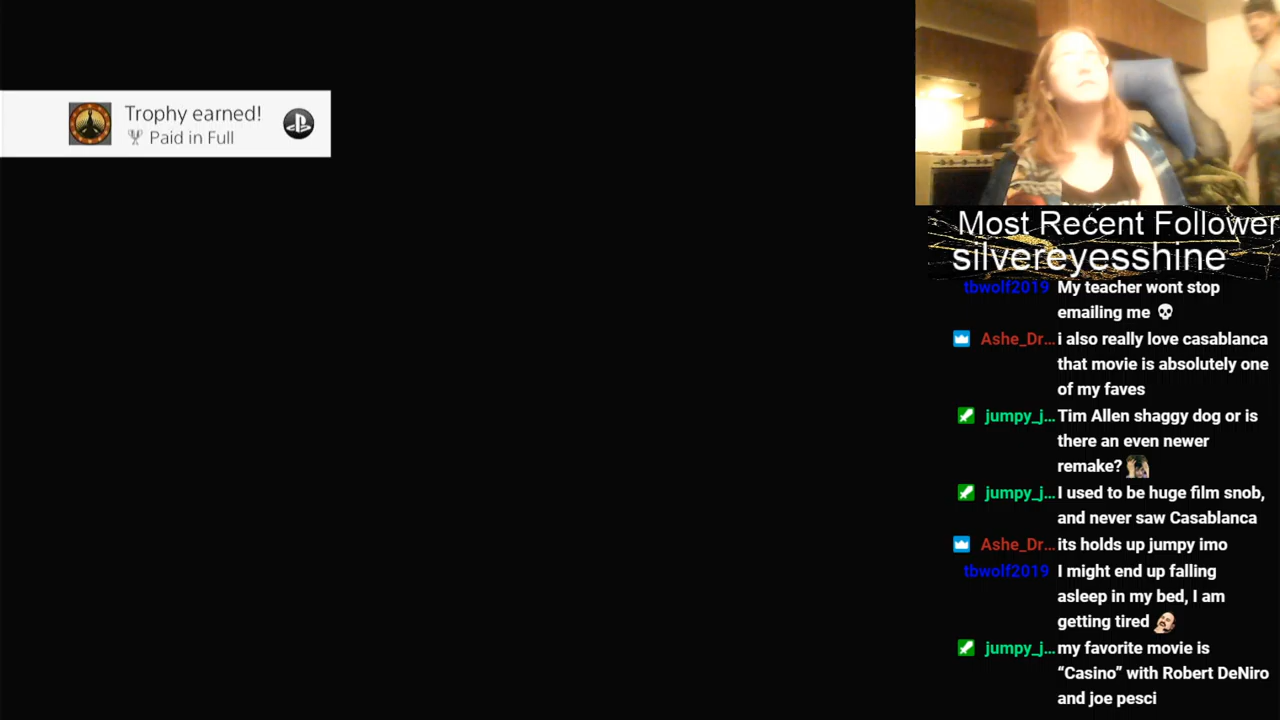 Trophy earned!
Paid in Full
Most Recent Follower
silvereyesshine
tbwolf2019 My teacher wont stop
emailing me
Ashe_Dr... i also really love casablanca
that movie is absolutely one
of my faves
jumpy_j... Tim Allen shaggy dog or is
there an even newer
remake?
jumpy_j... I used to be huge film snob,
and never saw Casablanca
Ashe_Dr... its holds up jumpy imo
tbwolf2019 I might end up falling
asleep in my bed, I am
getting tired
jumpy_j... my favorite movie is
“Casino” with Robert DeNiro
and joe pesci